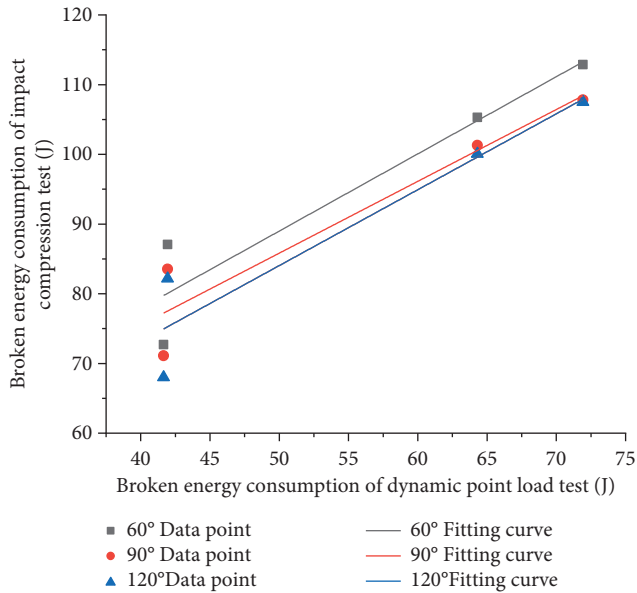 Broken energy consumption of impact
compression test (J)
120
110
100
90
80
70
60
40 45 50 55 60 65 70 75
Broken energy consumption of dynamic point load test (J)
60° Data point 60° Fitting curve
90° Data point 90° Fitting curve
120°Data point 120°Fitting curve